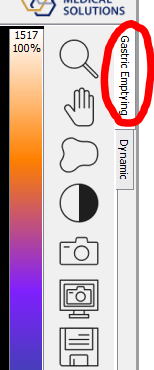 MEDICAL
SOLUTIONS
1517
100%
Gastric Emptying
Dynamic